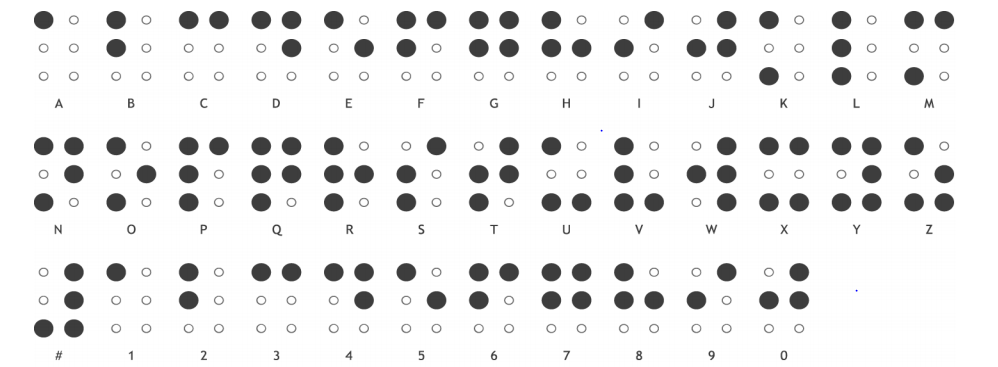 A B C D E F G H I J K L M
N O P Q R S T U V W X Y Z
# 1 2 3 4 5 6 7 8 9 0